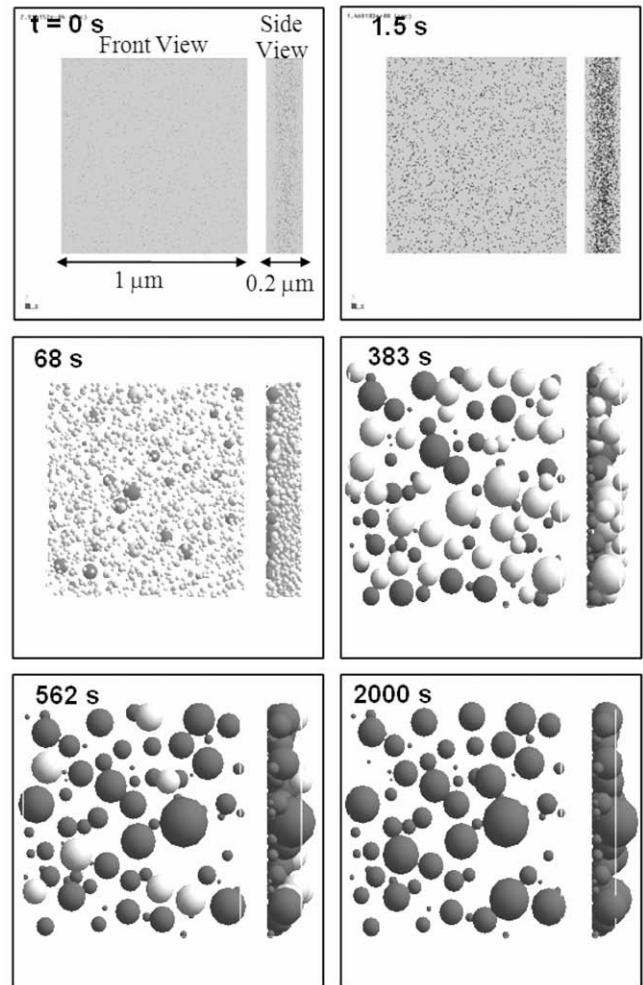 t = 0 s
Front View
Side View
1 μm
0.2 μm
1.5 s
68 s
383 s
562 s
2000 s